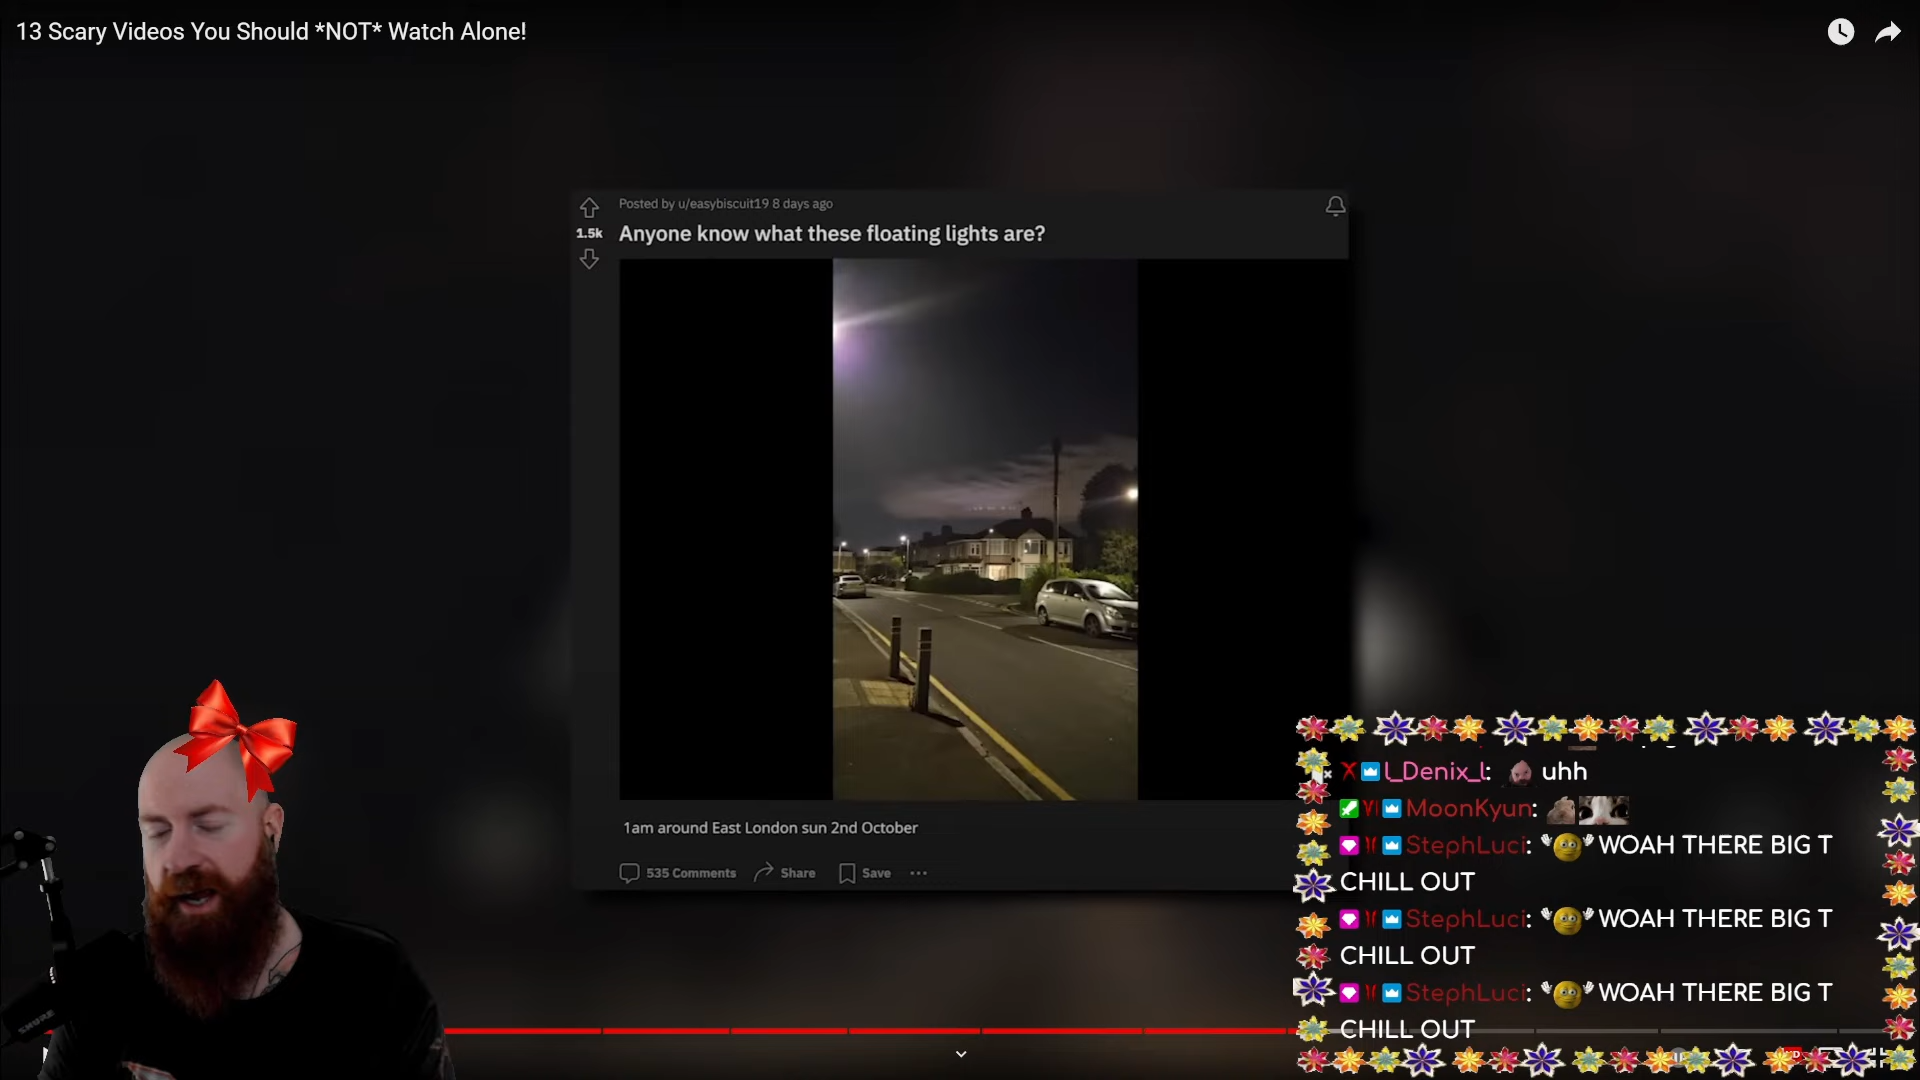 13 Scary Videos You Should *NOT* Watch Alone!
Posted by u/easybiscuit19 8 days ago
1.5k
Anyone know what these floating lights are?
1am around East London sun 2nd October
535 Comments Share Save
l_Denix_l: uhh
MoonKyun:
StephLuci: WOAH THERE BIG T
CHILL OUT
StephLuci: WOAH THERE BIG T
CHILL OUT
StephLuci: WOAH THERE BIG T
CHILL OUT
SHURE